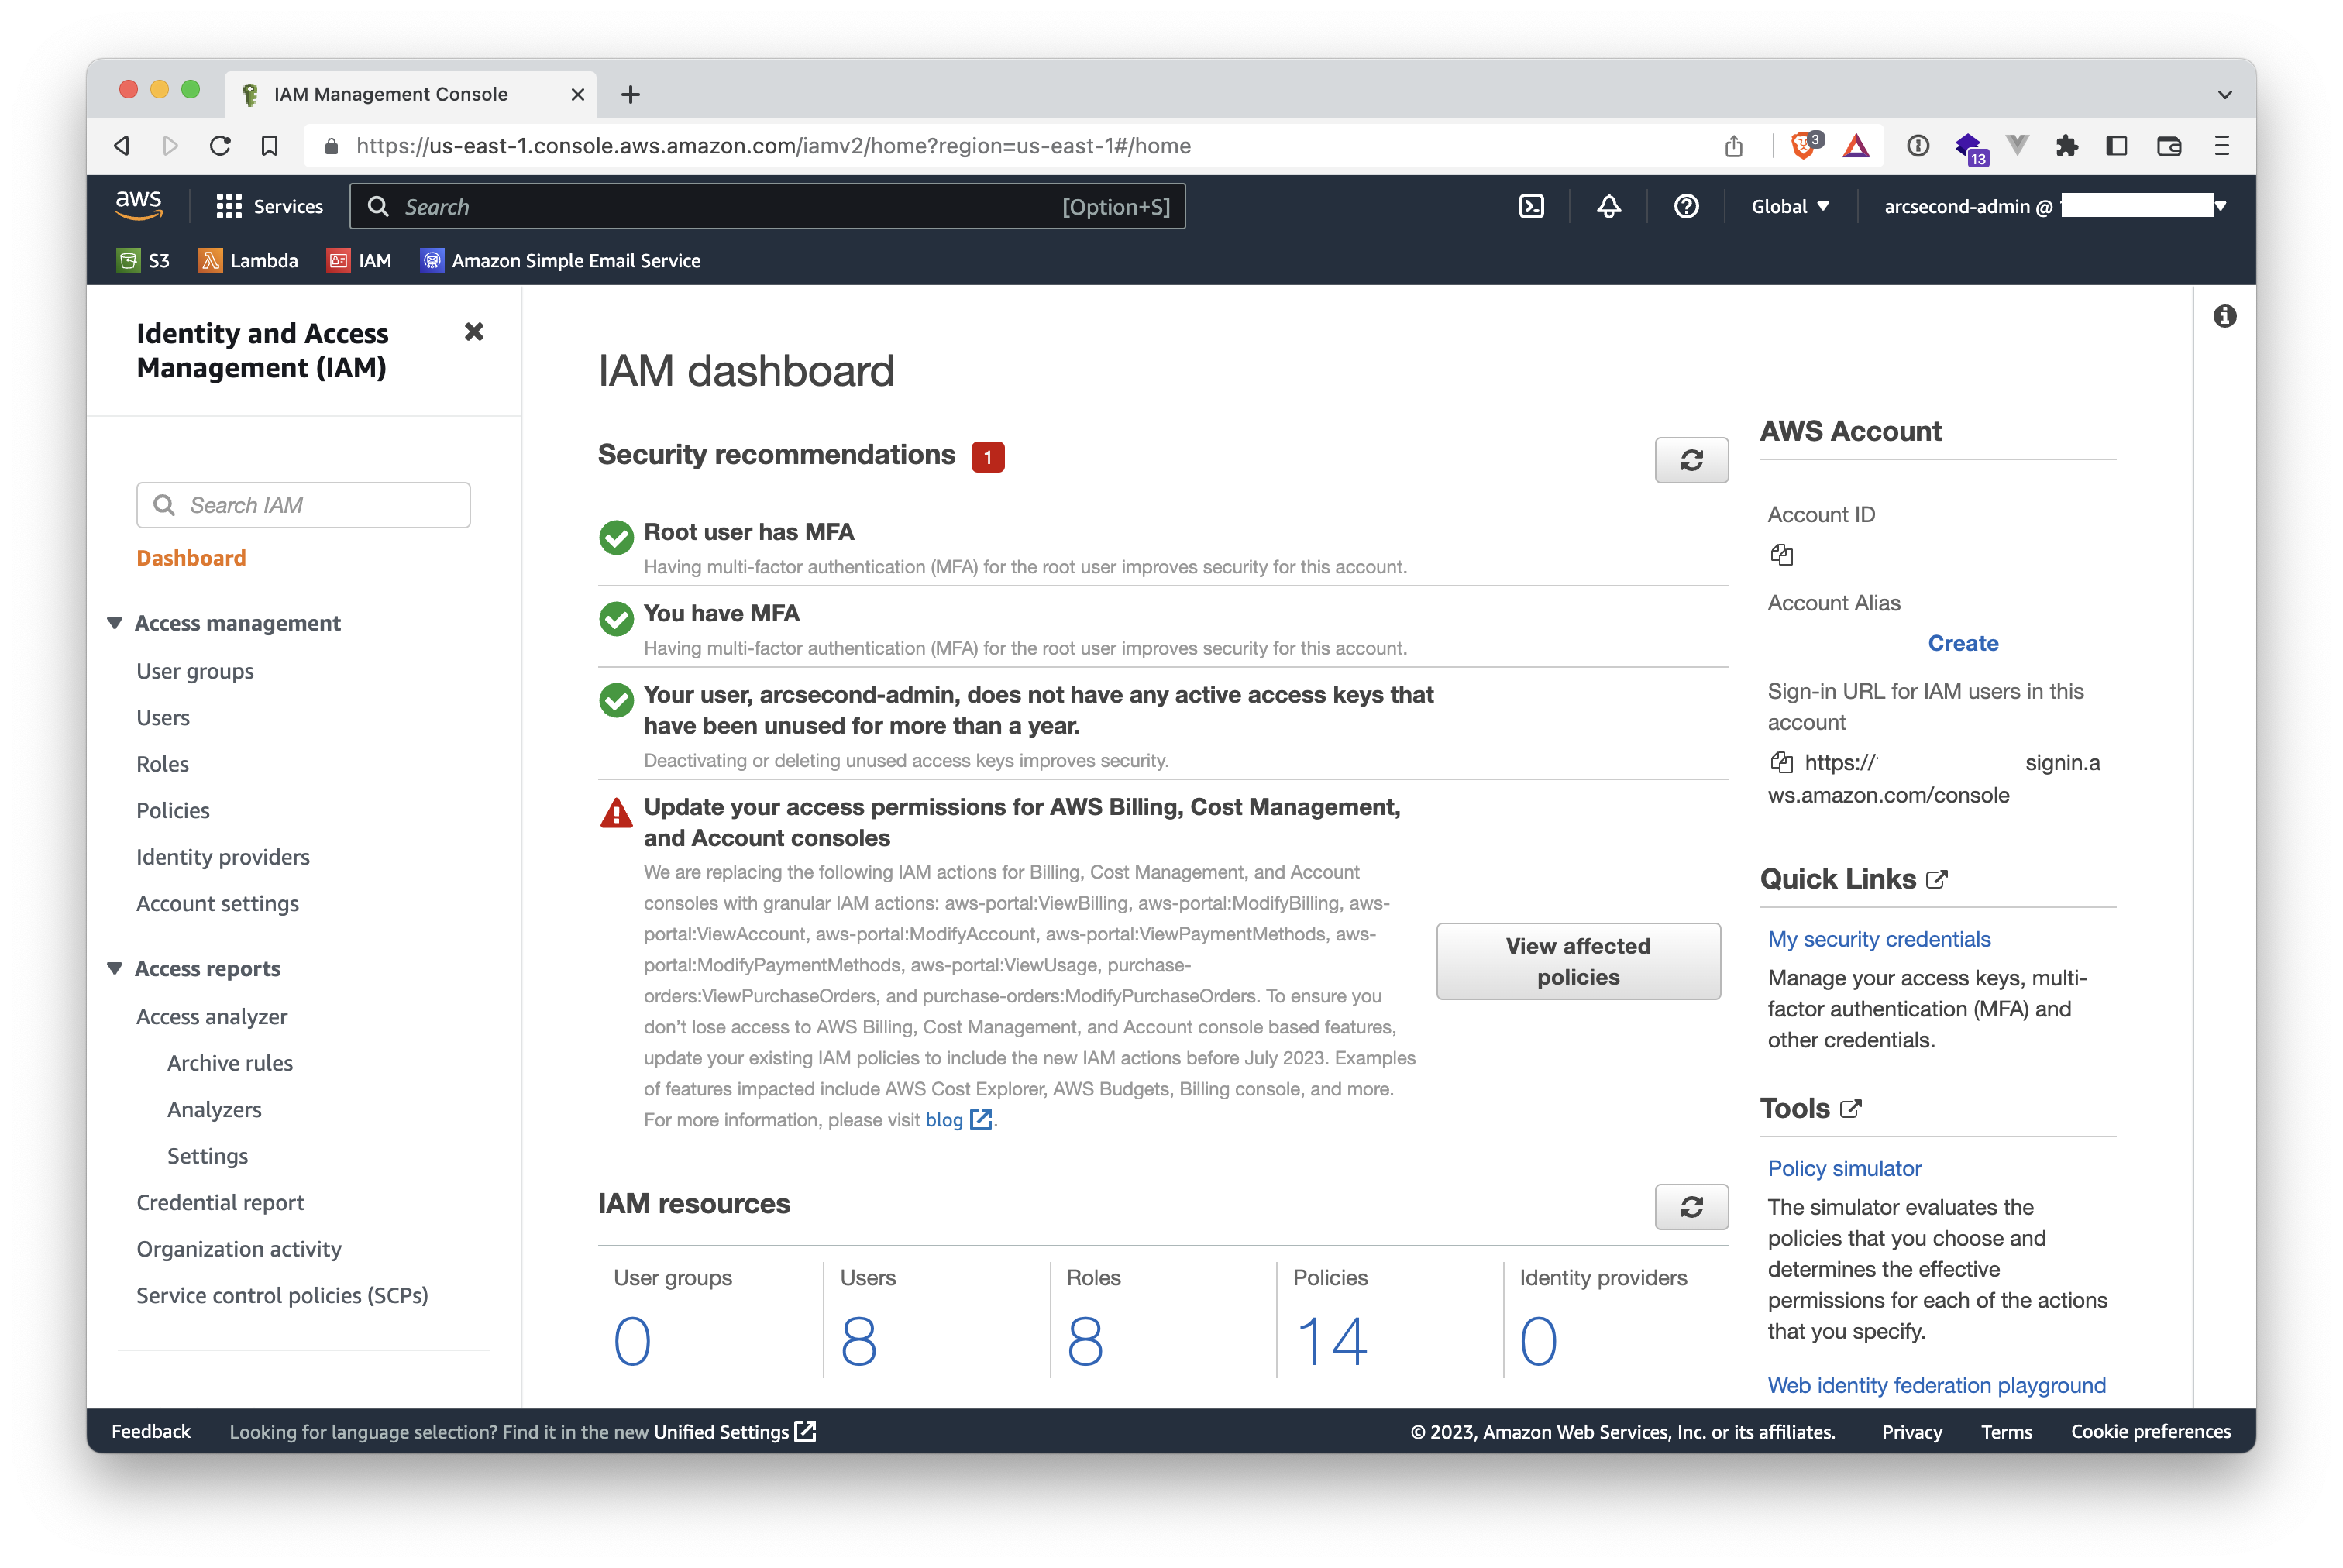 IAM Management Console
https://us-east-1.console.aws.amazon.com/iamv2/home?region=us-east-1#/home
3
13
aws
Services
Search
[Option+S]
Global
arcsecond-admin @
S3
Lambda
IAM
Amazon Simple Email Service
Identity and Access
Management (IAM)
Search IAM
Dashboard
Access management
User groups
Users
Roles
Policies
Identity providers
Account settings
Access reports
Access analyzer
Archive rules
Analyzers
Settings
Credential report
Organization activity
Service control policies (SCPs)
IAM dashboard
Security recommendations 1
Root user has MFA
Having multi-factor authentication (MFA) for the root user improves security for this account.
You have MFA
Having multi-factor authentication (MFA) for the root user improves security for this account.
Your user, arcsecond-admin, does not have any active access keys that
have been unused for more than a year.
Deactivating or deleting unused access keys improves security.
Update your access permissions for AWS Billing, Cost Management,
and Account consoles
We are replacing the following IAM actions for Billing, Cost Management, and Account
consoles with granular IAM actions: aws-portal:ViewBilling, aws-portal:ModifyBilling, aws-
portal:ViewAccount, aws-portal:ModifyAccount, aws-portal:ViewPaymentMethods, aws-
portal:ModifyPaymentMethods, aws-portal:ViewUsage, purchase-
orders:ViewPurchaseOrders, and purchase-orders:ModifyPurchaseOrders. To ensure you
don't lose access to AWS Billing, Cost Management, and Account console based features,
update your existing IAM policies to include the new IAM actions before July 2023. Examples
of features impacted include AWS Cost Explorer, AWS Budgets, Billing console, and more.
For more information, please visit blog .
View affected
policies
IAM resources
User groups
0
Users
8
Roles
8
Policies
14
Identity providers
0
AWS Account
Account ID
Account Alias
Create
Sign-in URL for IAM users in this
account
https:// signin.a
ws.amazon.com/console
Quick Links
My security credentials
Manage your access keys, multi-
factor authentication (MFA) and
other credentials.
Tools
Policy simulator
The simulator evaluates the
policies that you choose and
determines the effective
permissions for each of the actions
that you specify.
Web identity federation playground
Feedback
Looking for language selection? Find it in the new Unified Settings
© 2023, Amazon Web Services, Inc. or its affiliates.
Privacy
Terms
Cookie preferences